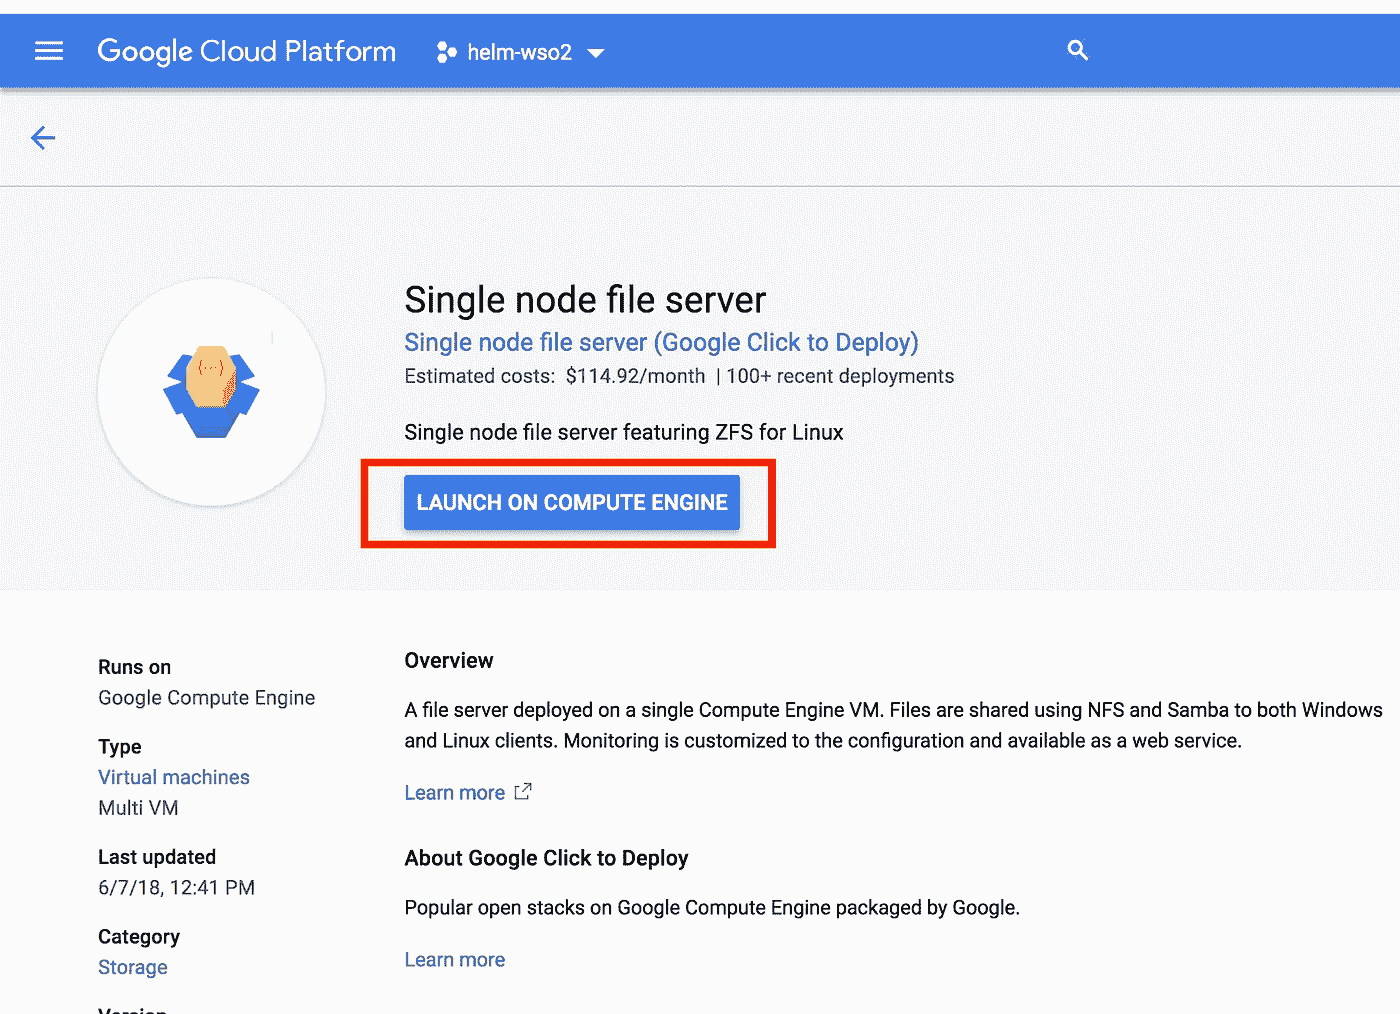 Google Cloud Platform
helm-wso2
Single node file server
Single node file server (Google Click to Deploy)
Estimated costs: $114.92/month | 100+ recent deployments
Single node file server featuring ZFS for Linux
LAUNCH ON COMPUTE ENGINE
Runs on
Google Compute Engine
Type
Virtual machines
Multi VM
Last updated
6/7/18, 12:41 PM
Category
Storage
Version
Overview
A file server deployed on a single Compute Engine VM. Files are shared using NFS and Samba to both Windows
and Linux clients. Monitoring is customized to the configuration and available as a web service.
Learn more
About Google Click to Deploy
Popular open stacks on Google Compute Engine packaged by Google.
Learn more